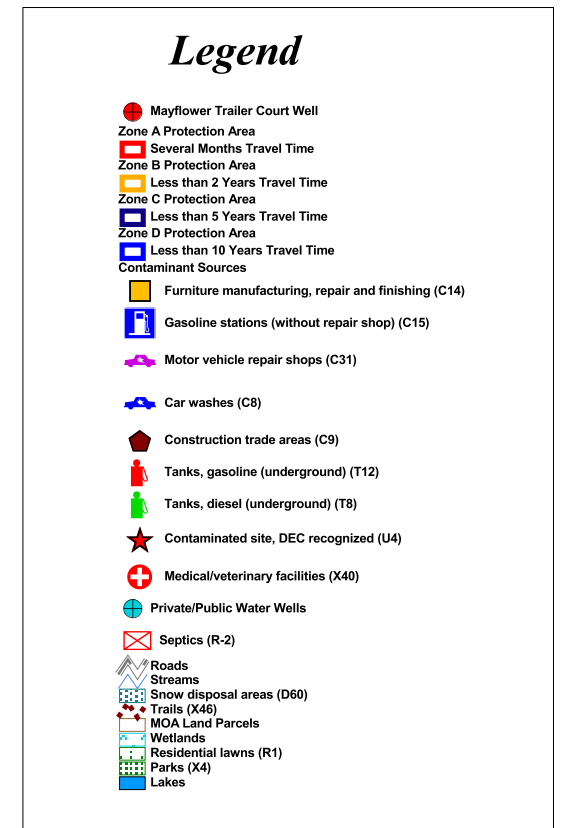 Legend
Mayflower Trailer Court Well
Zone A Protection Area
Several Months Travel Time
Zone B Protection Area
Less than 2 Years Travel Time
Zone C Protection Area
Less than 5 Years Travel Time
Zone D Protection Area
Less than 10 Years Travel Time
Contaminant Sources
Furniture manufacturing, repair and finishing (C14)
Gasoline stations (without repair shop) (C15)
Motor vehicle repair shops (C31)
Car washes (C8)
Construction trade areas (C9)
Tanks, gasoline (underground) (T12)
Tanks, diesel (underground) (T8)
Contaminated site, DEC recognized (U4)
Medical/veterinary facilities (X40)
Private/Public Water Wells
Septics (R-2)
Roads
Streams
Snow disposal areas (D60)
Trails (X46)
MOA Land Parcels
Wetlands
Residential lawns (R1)
Parks (X4)
Lakes